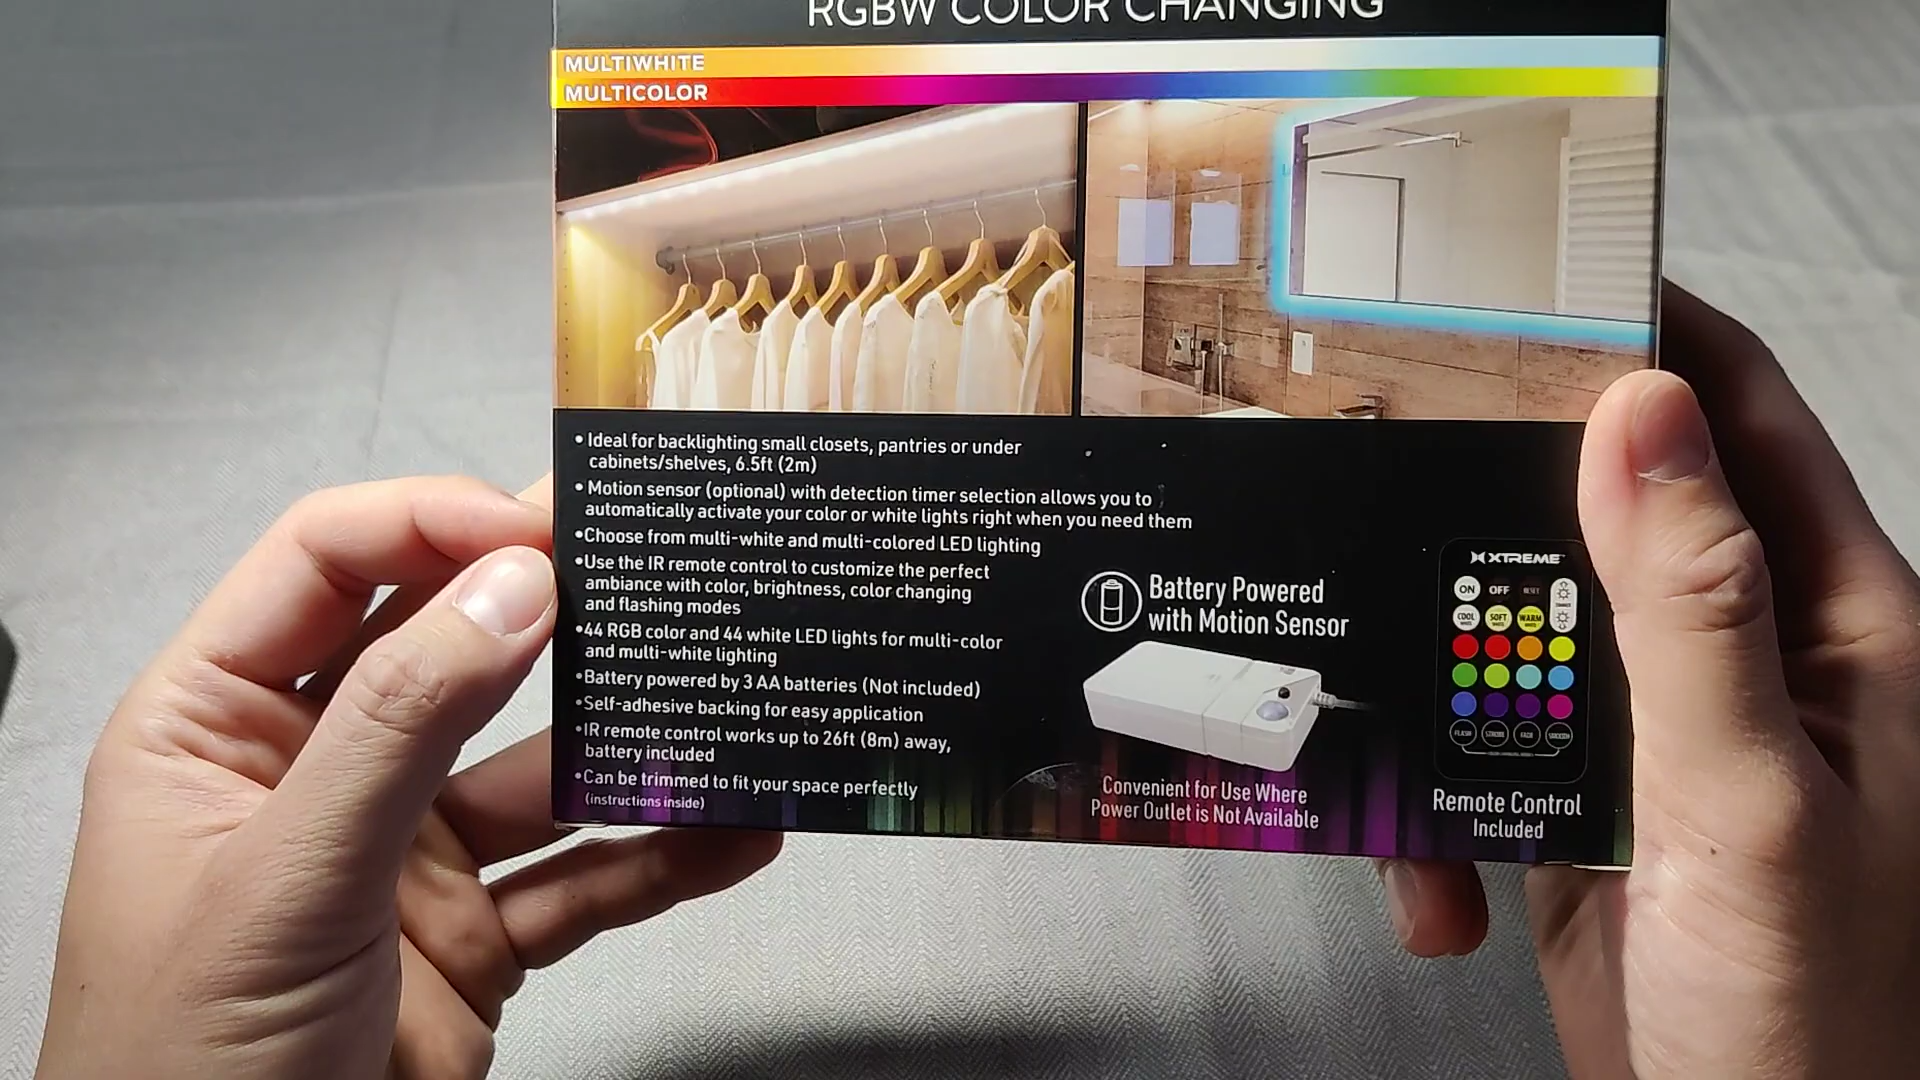 RGBW COLOR CHANGING
MULTIWHITE
MULTICOLOR
• Ideal for backlighting small closets, pantries or under
cabinets/shelves, 6.5ft (2m)
• Motion sensor (optional) with detection timer selection allows you to
automatically activate your color or white lights right when you need them
•Choose from multi-white and multi-colored LED lighting
•Use the IR remote control to customize the perfect
ambiance with color, brightness, color changing
and flashing modes
•44 RGB color and 44 white LED lights for multi-color
and multi-white lighting
•Battery powered by 3 AA batteries (Not included)
•Self-adhesive backing for easy application
•IR remote control works up to 26ft (8m) away,
battery included
•Can be trimmed to fit your space perfectly
(instructions inside)
Battery Powered
with Motion Sensor
Convenient for Use Where
Power Outlet is Not Available
XTREME
ON OFF RESET
COOL SOFT WARM
FLASH STROBE FADE SMOOTH
Remote Control
Included